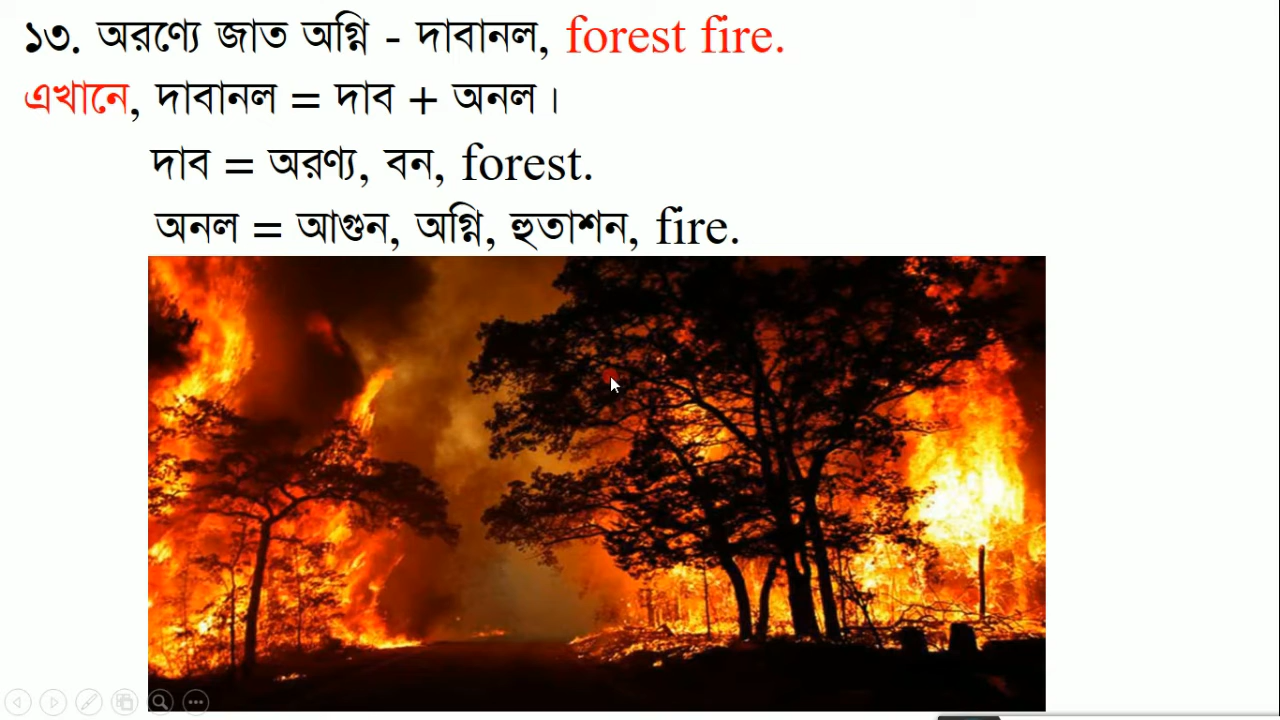 ১৩. অরণ্যে জাত অগ্নি - দাবানল, forest fire.
এখানে, দাবানল = দাব + অনল।
দাব = অরণ্য, বন, forest.
অনল = আগুন, অগ্নি, হুতাশন, fire.